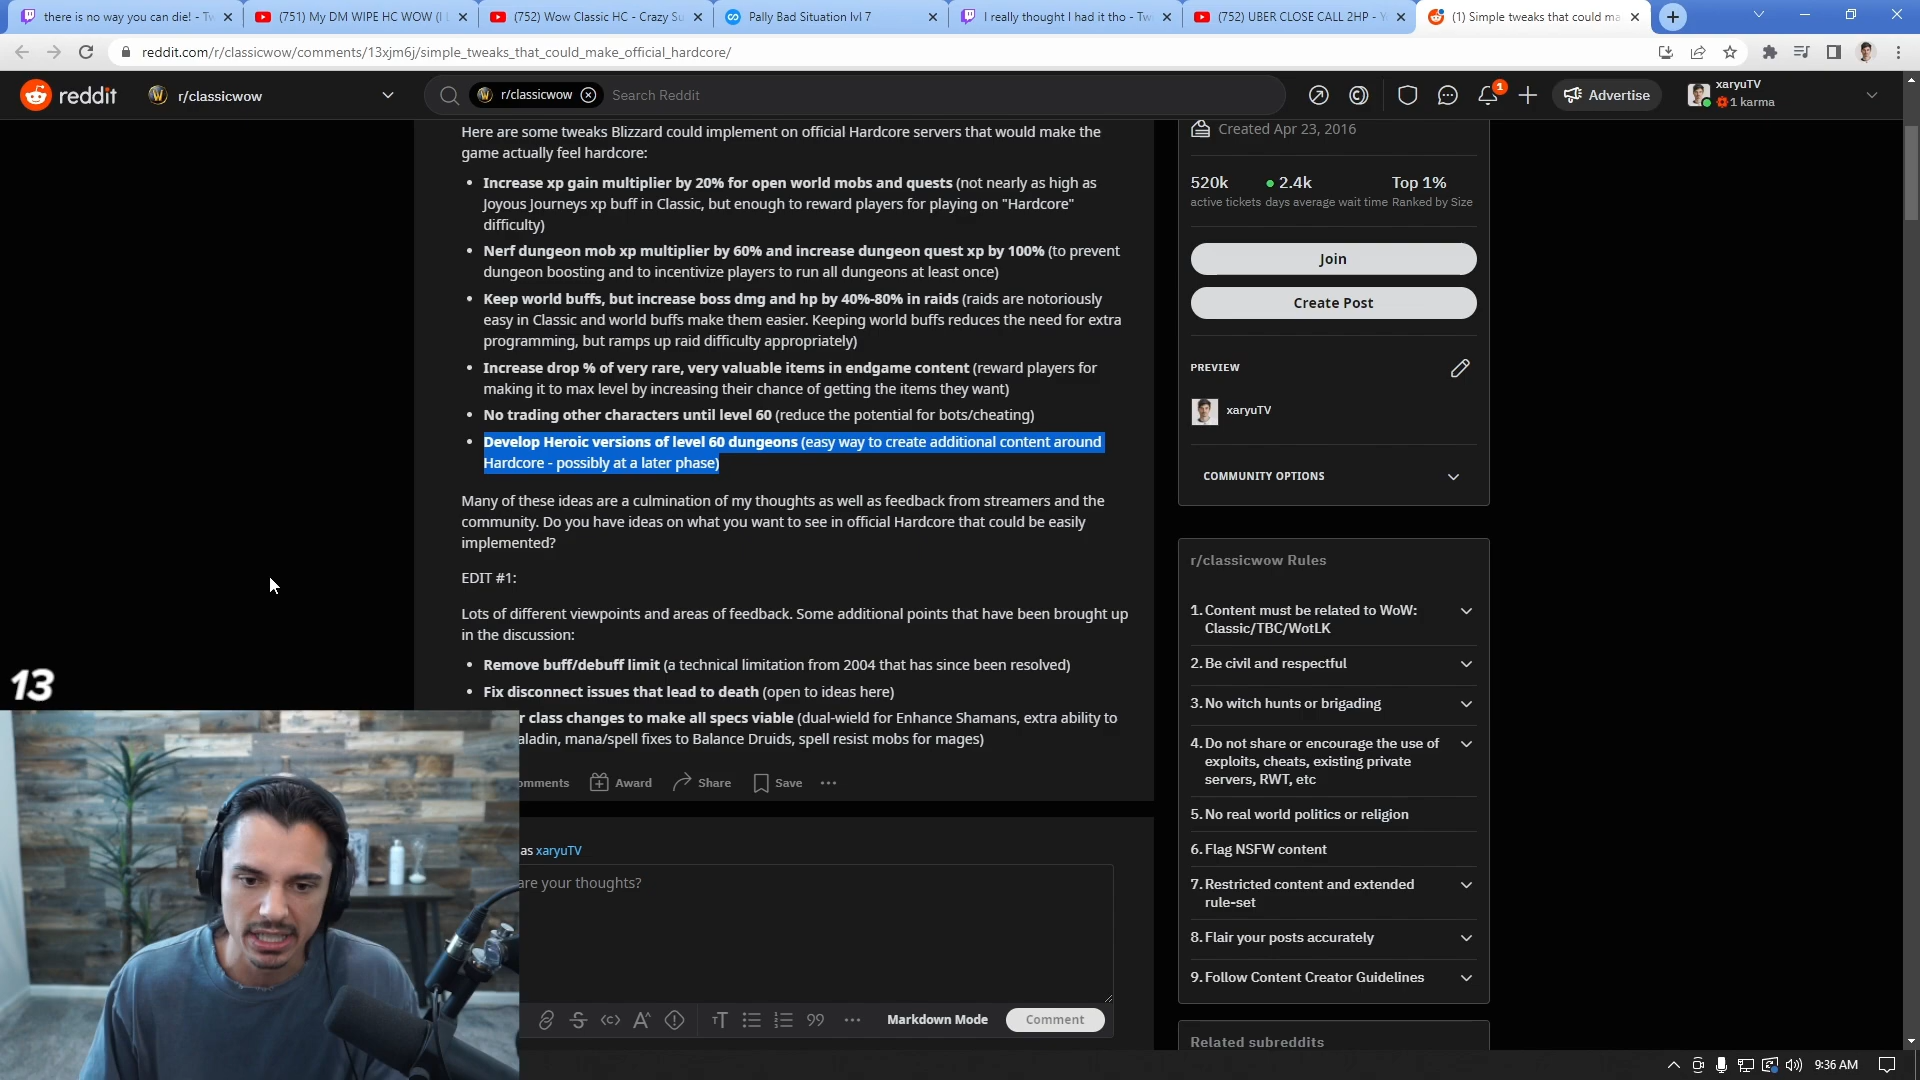 there is no way you can die! - Tw
(751) My DM WIPE HC WOW (I L
(752) Wow Classic HC - Crazy Su
Pally Bad Situation lvl 7
I really thought I had it tho - Twi
(752) UBER CLOSE CALL 2HP - Y
(1) Simple tweaks that could ma
reddit.com/r/classicwow/comments/13xjm6j/simple_tweaks_that_could_make_official_hardcore/
reddit
r/classicwow
r/classicwow
Search Reddit
1
Advertise
xaryuTV
1 karma
Here are some tweaks Blizzard could implement on official Hardcore servers that would make the
game actually feel hardcore:
• Increase xp gain multiplier by 20% for open world mobs and quests (not nearly as high as
Joyous Journeys xp buff in Classic, but enough to reward players for playing on "Hardcore"
difficulty)
• Nerf dungeon mob xp multiplier by 60% and increase dungeon quest xp by 100% (to prevent
dungeon boosting and to incentivize players to run all dungeons at least once)
• Keep world buffs, but increase boss dmg and hp by 40%-80% in raids (raids are notoriously
easy in Classic and world buffs make them easier. Keeping world buffs reduces the need for extra
programming, but ramps up raid difficulty appropriately)
• Increase drop % of very rare, very valuable items in endgame content (reward players for
making it to max level by increasing their chance of getting the items they want)
• No trading other characters until level 60 (reduce the potential for bots/cheating)
• Develop Heroic versions of level 60 dungeons (easy way to create additional content around
Hardcore - possibly at a later phase)
Many of these ideas are a culmination of my thoughts as well as feedback from streamers and the
community. Do you have ideas on what you want to see in official Hardcore that could be easily
implemented?
EDIT #1:
Lots of different viewpoints and areas of feedback. Some additional points that have been brought up
in the discussion:
• Remove buff/debuff limit (a technical limitation from 2004 that has since been resolved)
• Fix disconnect issues that lead to death (open to ideas here)
r class changes to make all specs viable (dual-wield for Enhance Shamans, extra ability to
aladin, mana/spell fixes to Balance Druids, spell resist mobs for mages)
omments
Award
Share
Save
as xaryuTV
are your thoughts?
Markdown Mode
Comment
13
Created Apr 23, 2016
520k
2.4k
Top 1%
active tickets days average wait time Ranked by Size
Join
Create Post
PREVIEW
xaryuTV
COMMUNITY OPTIONS
r/classicwow Rules
1. Content must be related to WoW:
Classic/TBC/WotLK
2. Be civil and respectful
3. No witch hunts or brigading
4. Do not share or encourage the use of
exploits, cheats, existing private
servers, RWT, etc
5. No real world politics or religion
6. Flag NSFW content
7. Restricted content and extended
rule-set
8. Flair your posts accurately
9. Follow Content Creator Guidelines
Related subreddits
9:36 AM